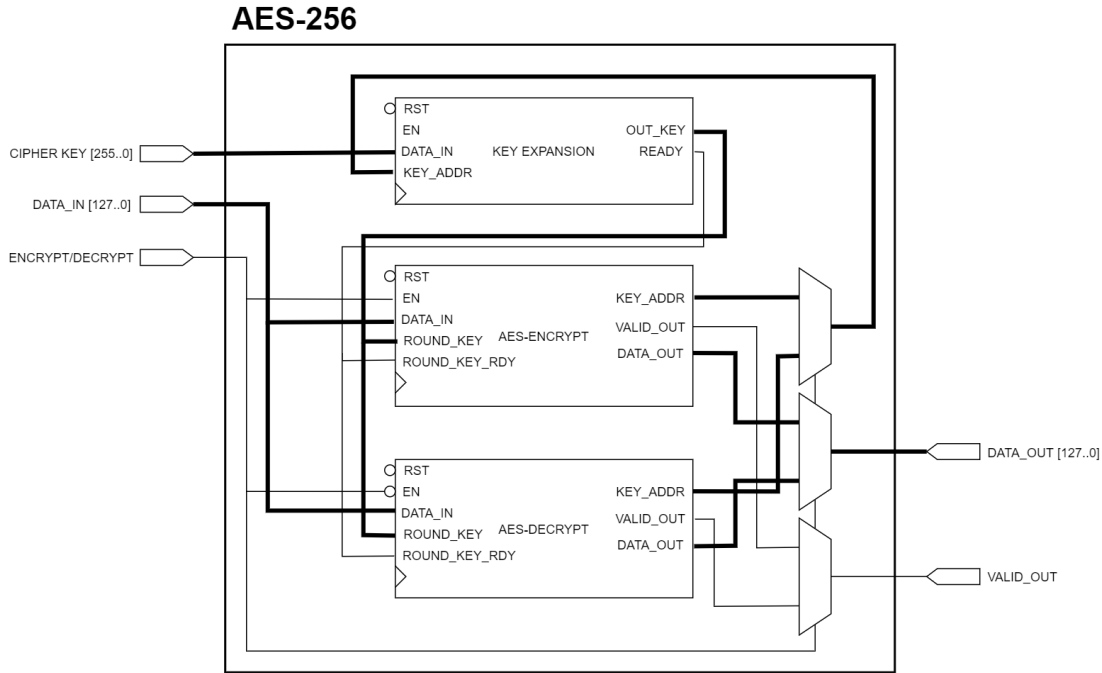 AES-256
CIPHER KEY [255..0]
DATA_IN [127..0]
ENCRYPT/DECRYPT
RST
EN
DATA_IN
KEY_ADDR
KEY EXPANSION
OUT_KEY
READY
RST
EN
DATA_IN
ROUND_KEY
ROUND_KEY_RDY
AES-ENCRYPT
KEY_ADDR
VALID_OUT
DATA_OUT
RST
EN
DATA_IN
ROUND_KEY
ROUND_KEY_RDY
AES-DECRYPT
KEY_ADDR
VALID_OUT
DATA_OUT
DATA_OUT [127..0]
VALID_OUT